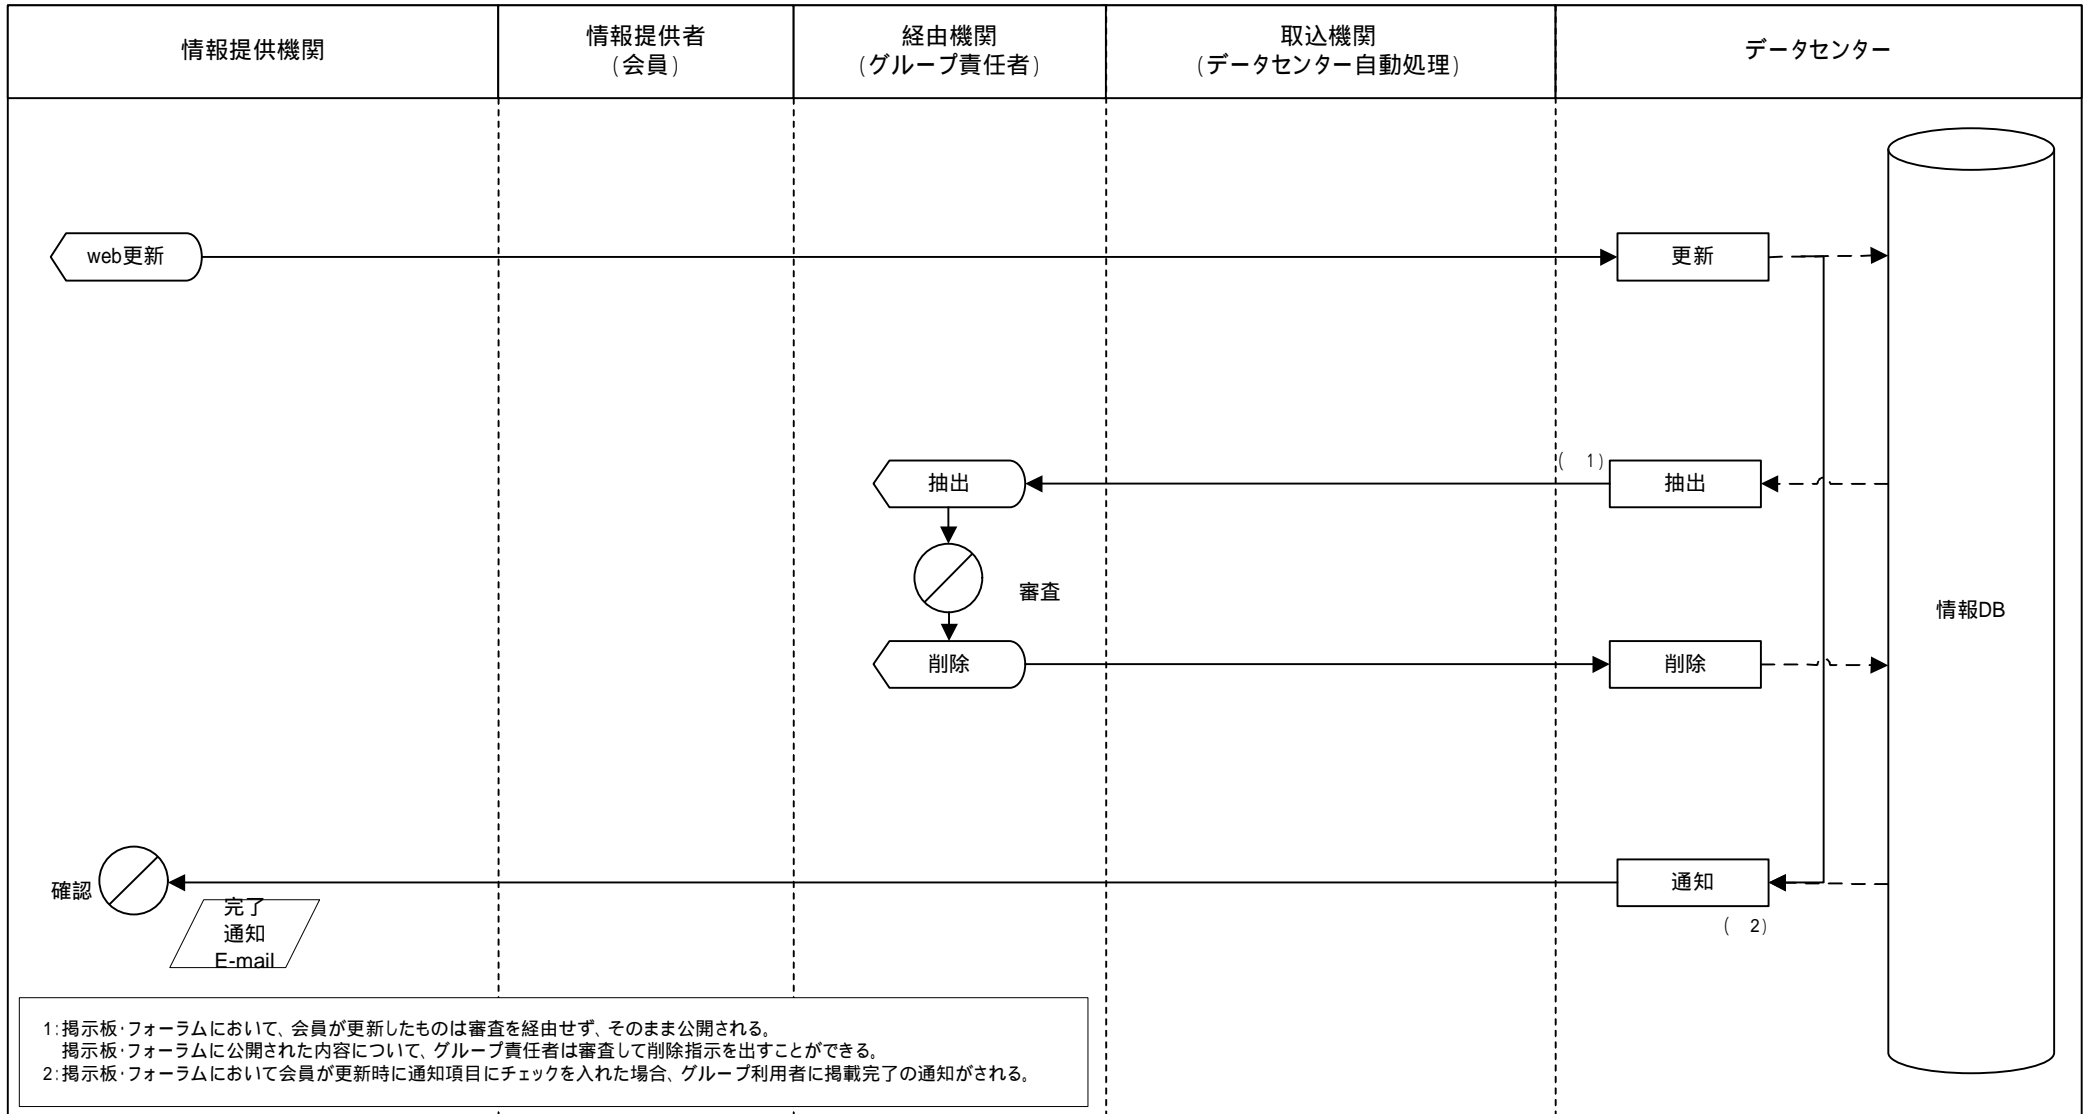 情報提供機関
情報提供者
(会員)
経由機関
(グループ責任者)
取込機関
(データセンター自動処理)
データセンター
web更新
更新
抽出
( 1)
抽出
審査
情報DB
削除
削除
確認
通知
完了
通知
E-mail
( 2)
1:掲示板・フォーラムにおいて、会員が更新したものは審査を経由せず、そのまま公開される。
掲示板・フォーラムに公開された内容について、グループ責任者は審査して削除指示を出すことができる。
2:掲示板・フォーラムにおいて会員が更新時に通知項目にチェックを入れた場合、グループ利用者に掲載完了の通知がされる。